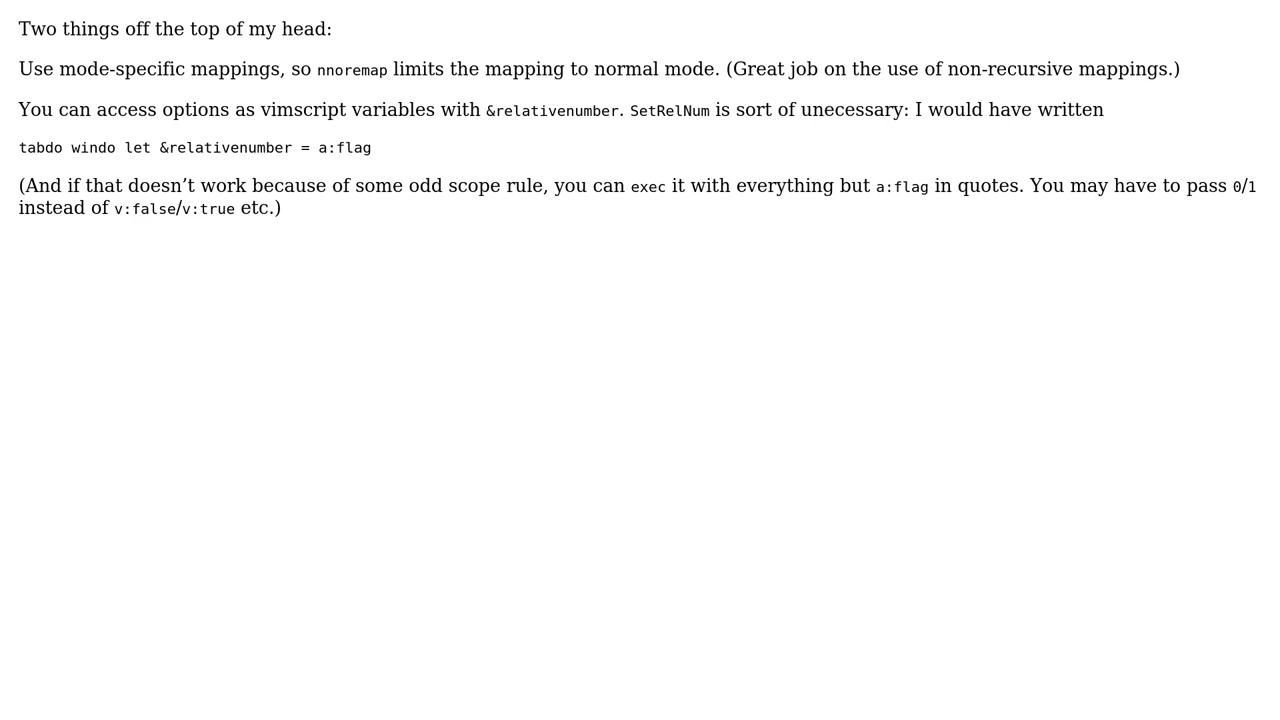 Two things off the top of my head:
Use mode-specific mappings, so nnoremap limits the mapping to normal mode. (Great job on the use of non-recursive mappings.)
You can access options as vimscript variables with &relativenumber. SetRelNum is sort of unecessary: I would have written
tabdo windo let &relativenumber = a:flag
(And if that doesn’t work because of some odd scope rule, you can exec it with everything but a:flag in quotes. You may have to pass 0/1
instead of v:false/v:true etc.)